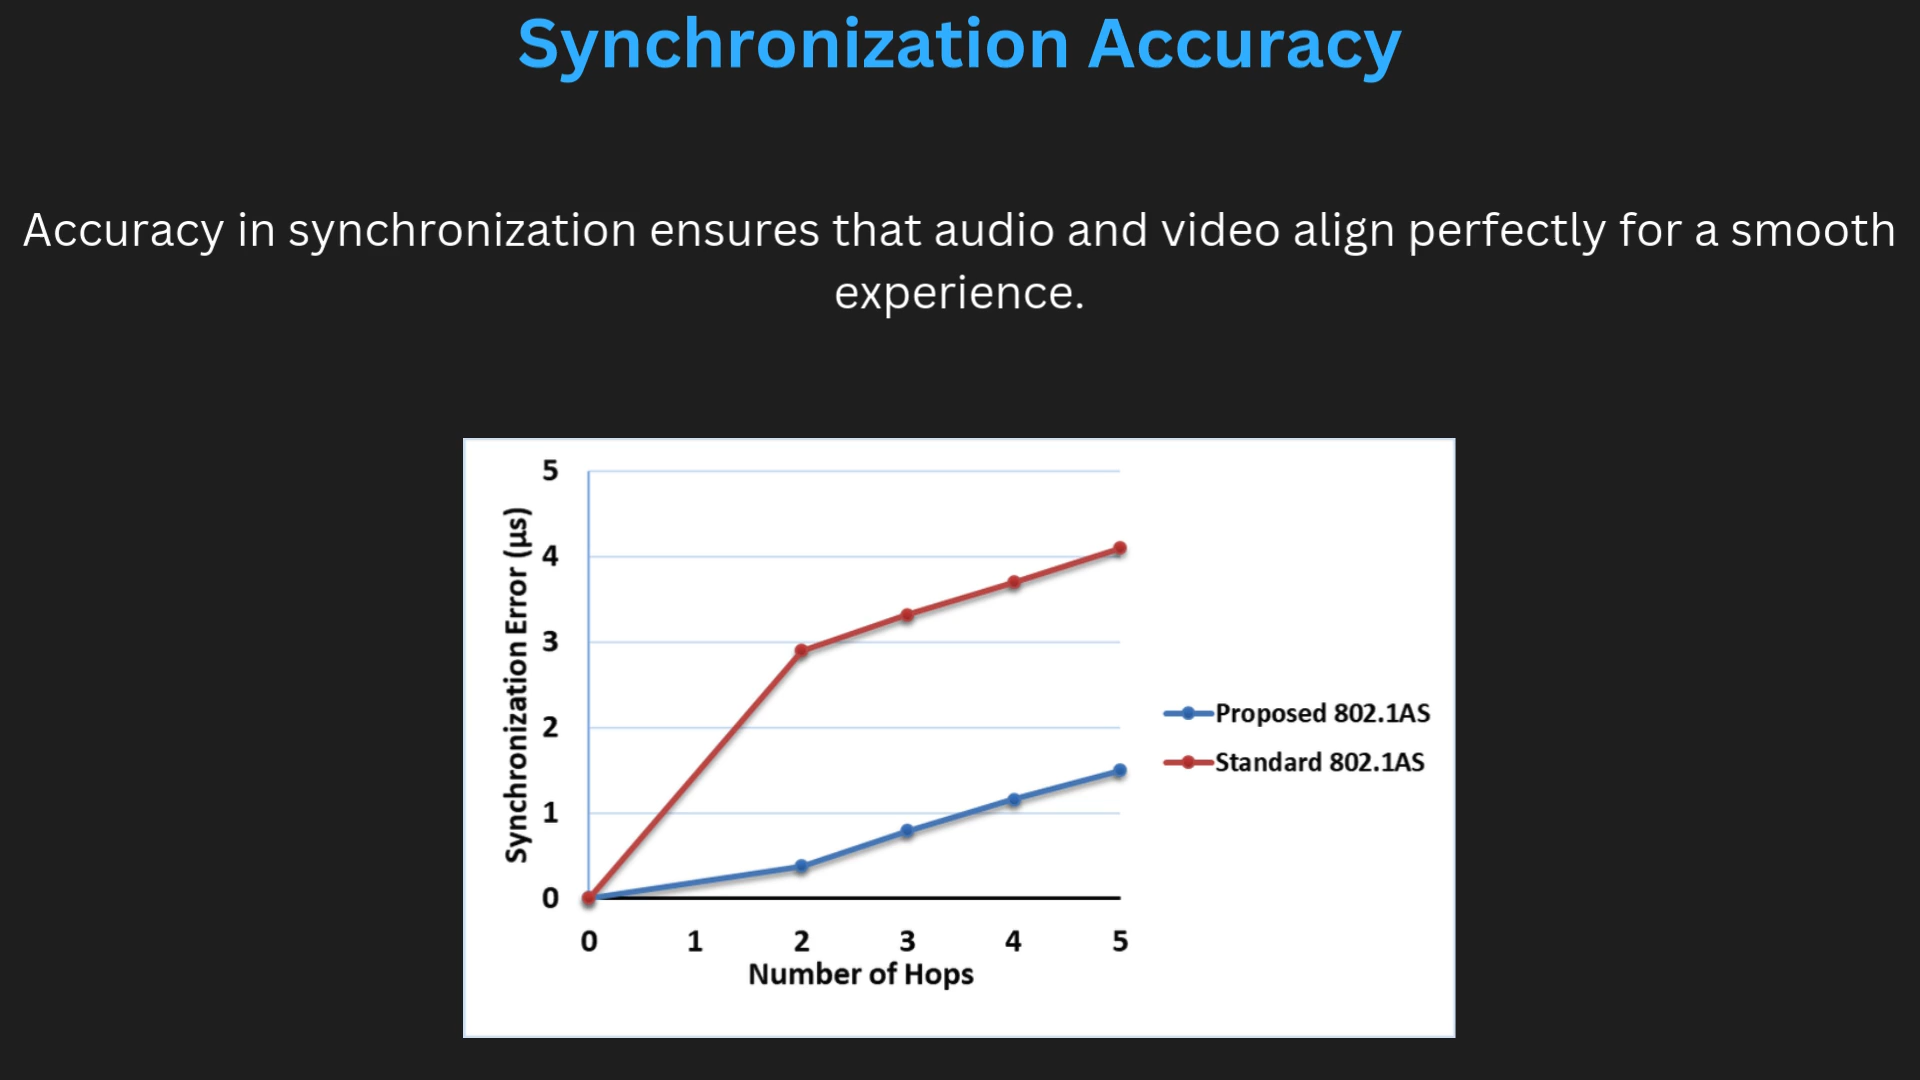 Synchronization Accuracy
Accuracy in synchronization ensures that audio and video align perfectly for a smooth
experience.
Synchronization Error (µs)
5
4
3
2
1
0
0 1 2 3 4 5
Number of Hops
Proposed 802.1AS
Standard 802.1AS